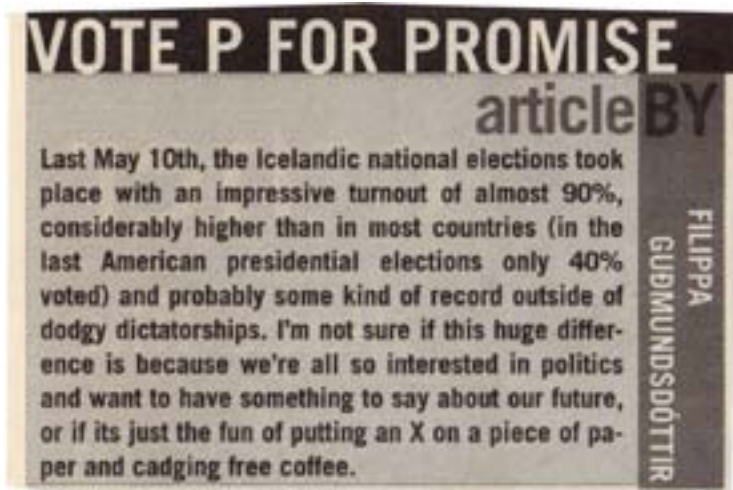 VOTE P FOR PROMISE
article BY
FILIPPA
GUDMUNDSDÓTTIR
Last May 10th, the Icelandic national elections took
place with an impressive turnout of almost 90%,
considerably higher than in most countries (in the
last American presidential elections only 40%
voted) and probably some kind of record outside of
dodgy dictatorships. I'm not sure if this huge differ-
ence is because we're all so interested in politics
and want to have something to say about our future,
or if its just the fun of putting an X on a piece of pa-
per and cadging free coffee.